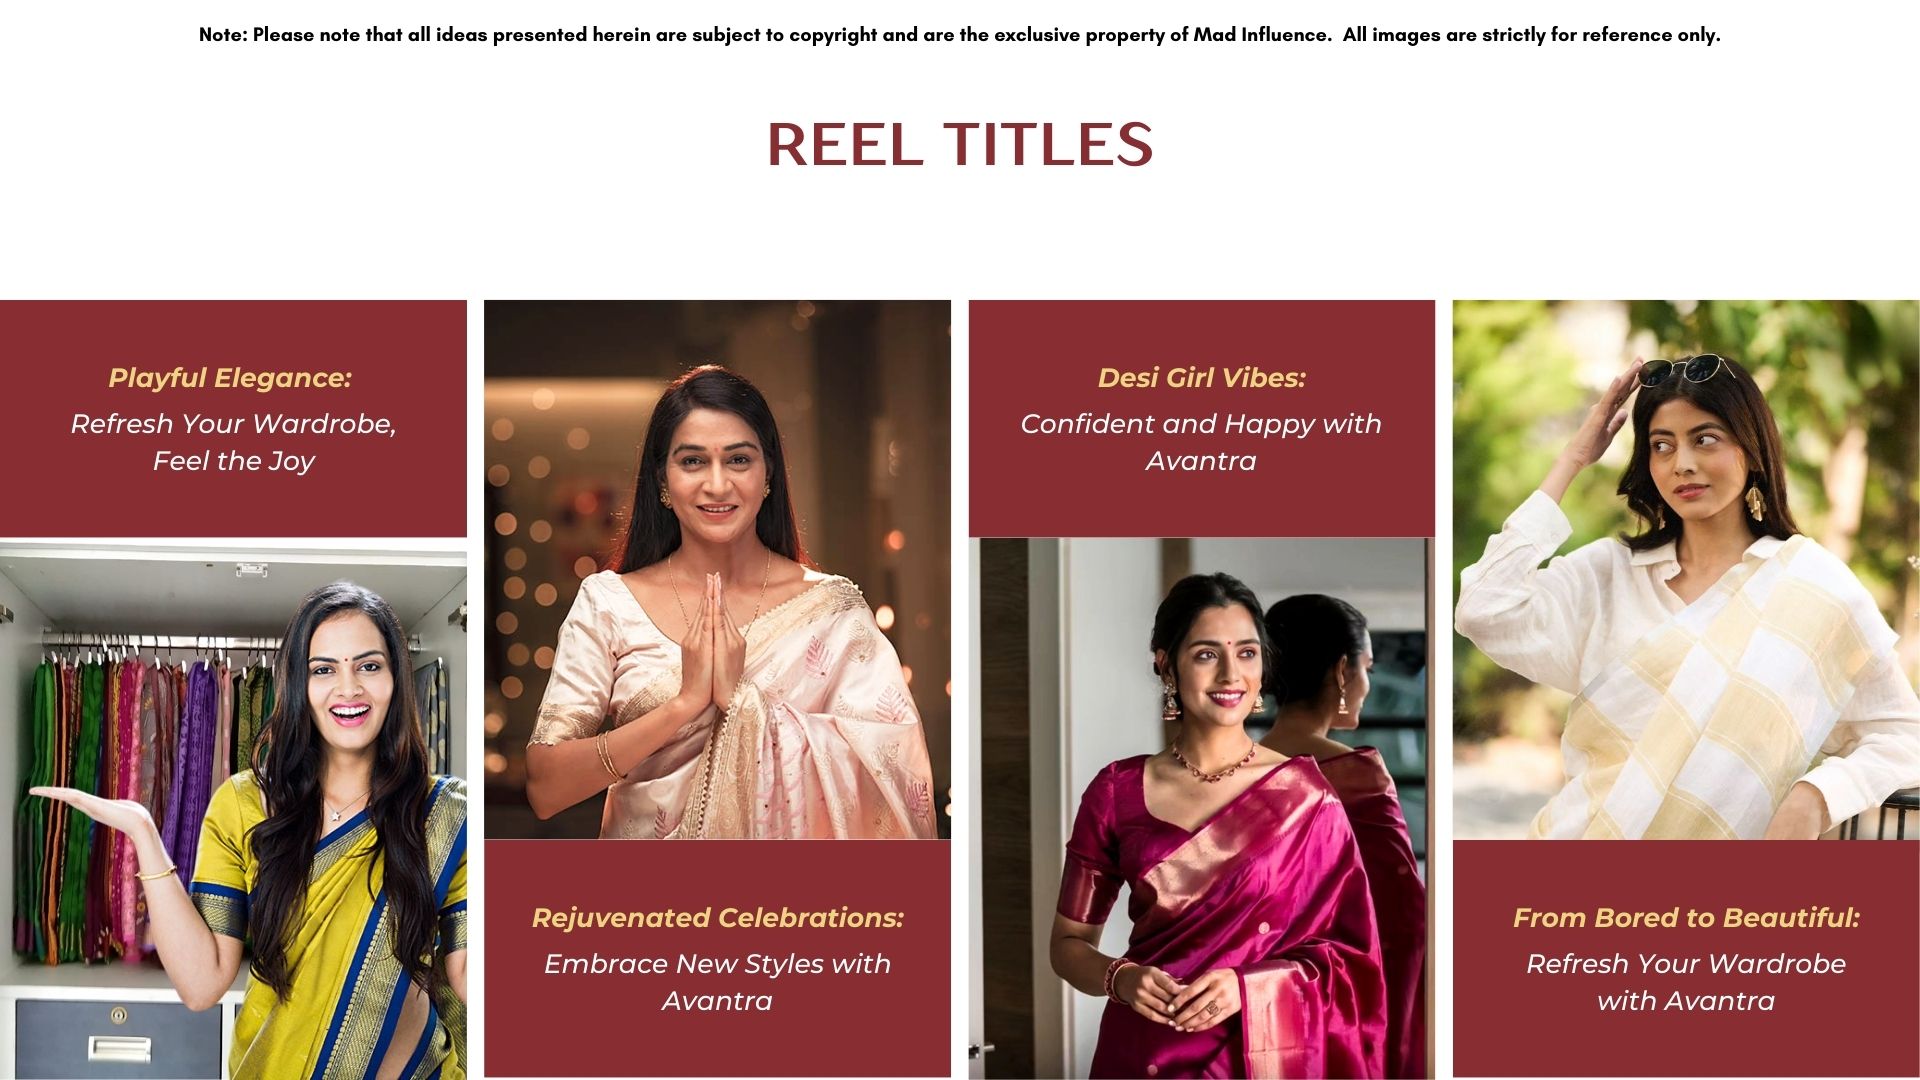 Note: Please note that all ideas presented herein are subject to copyright and are the exclusive property of Mad Influence.  All images are strictly for reference only.
REEL TITLES
Playful Elegance:
Refresh Your Wardrobe,
Feel the Joy
Rejuvenated Celebrations:
Embrace New Styles with
Avantra
Desi Girl Vibes:
Confident and Happy with
Avantra
From Bored to Beautiful:
Refresh Your Wardrobe
with Avantra